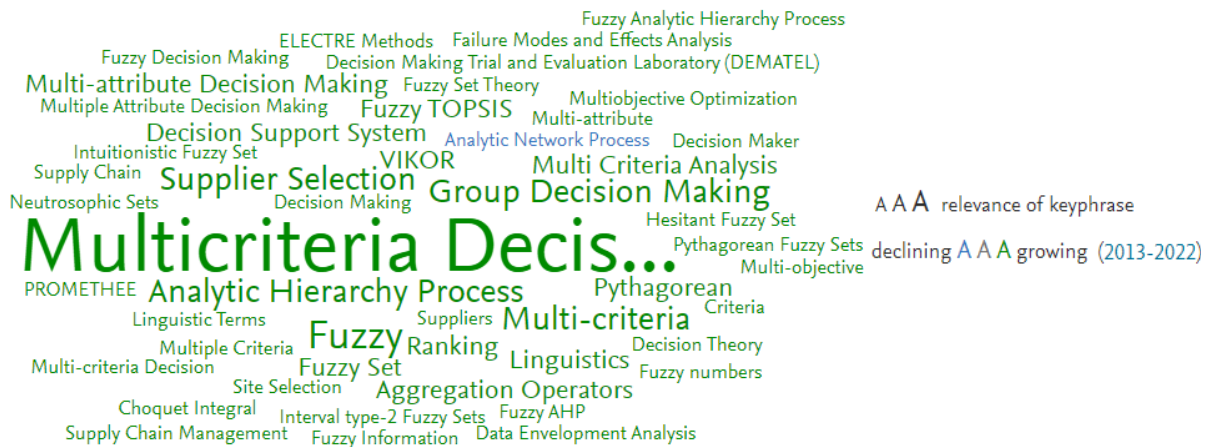 Fuzzy Analytic Hierarchy Process
ELECTRE Methods Failure Modes and Effects Analysis
Fuzzy Decision Making Decision Making Trial and Evaluation Laboratory (DEMATEL)
Multi-attribute Decision Making Fuzzy Set Theory
Multiple Attribute Decision Making Fuzzy TOPSIS Multiobjective Optimization
Multi-attribute
Decision Support System Analytic Network Process Decision Maker
Intuitionistic Fuzzy Set VIKOR Multi Criteria Analysis
Supply Chain Supplier Selection Group Decision Making
Neutrosophic Sets Decision Making
A A A relevance of keyphrase
Hesitant Fuzzy Set
Multicriteria Decis... Pythagorean Fuzzy Sets
declining A A A growing (2013-2022)
Multi-objective
PROMETHEE Analytic Hierarchy Process Pythagorean
Criteria
Linguistic Terms Fuzzy Suppliers Multi-criteria
Multiple Criteria Ranking Linguistics Decision Theory
Multi-criteria Decision Fuzzy Set Fuzzy numbers
Site Selection Aggregation Operators
Choquet Integral Interval type-2 Fuzzy Sets Fuzzy AHP
Supply Chain Management Fuzzy Information Data Envelopment Analysis